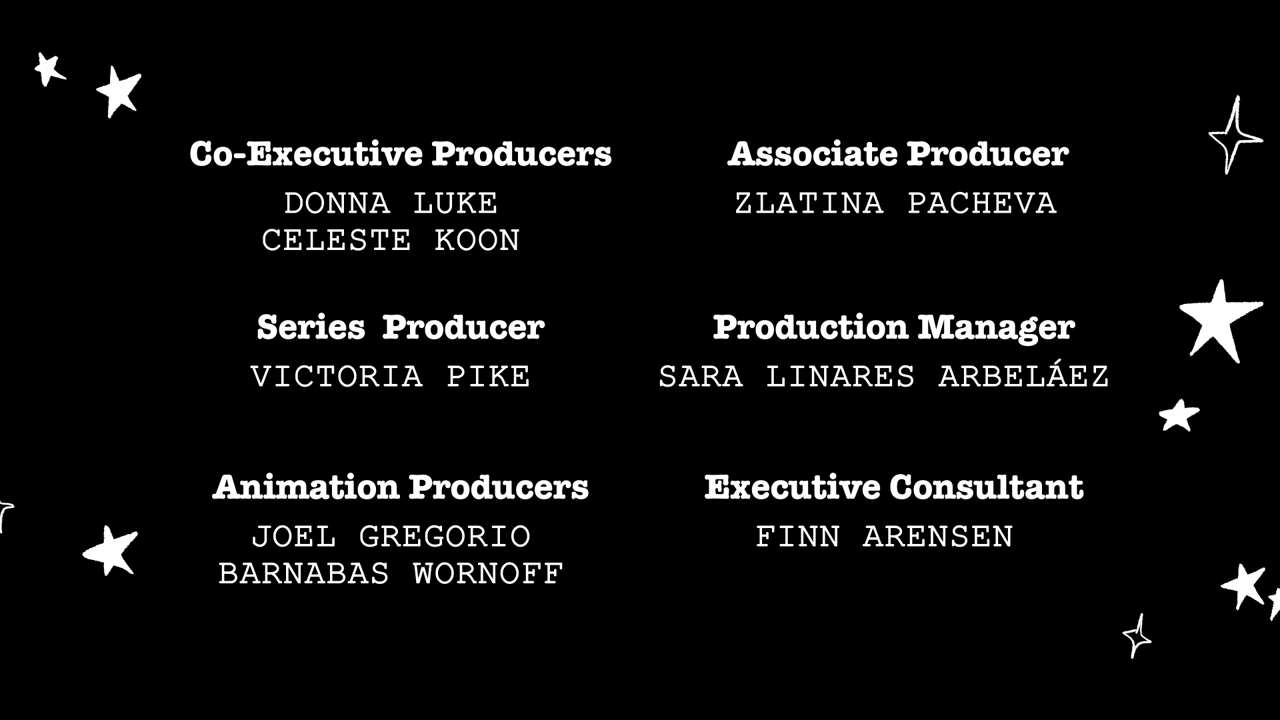 Co-Executive Producers
DONNA LUKE
CELESTE KOON
Associate Producer
ZLATINA PACHEVA
Series Producer
VICTORIA PIKE
Production Manager
SARA LINARES ARBELÁEZ
Animation Producers
JOEL GREGORIO
BARNABAS WORNOFF
Executive Consultant
FINN ARENSEN